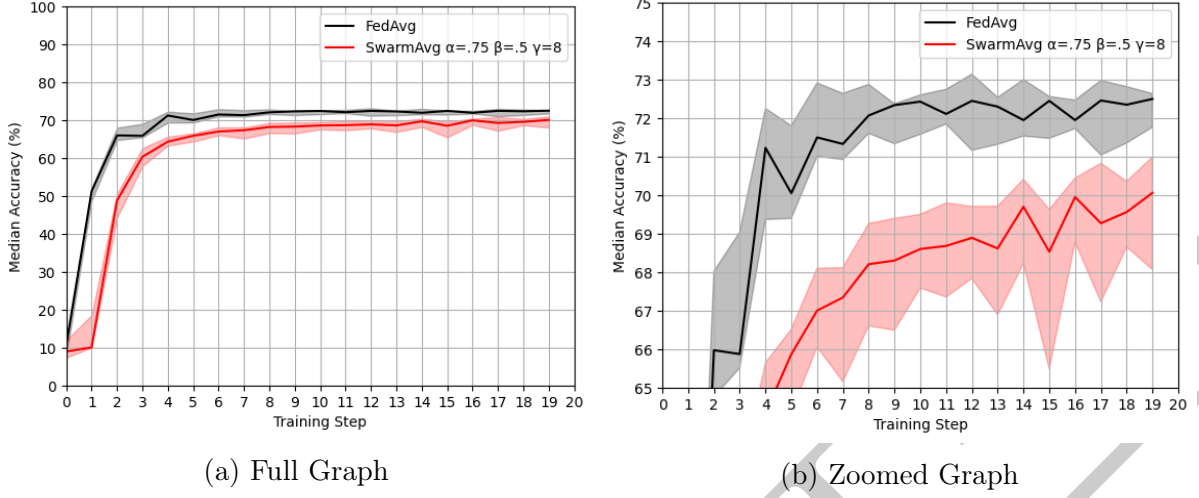 100
90
80
70
60
50
40
30
20
10
0
Median Accuracy (%)
FedAvg
SwarmAvg α=.75 β=.5 γ=8
0 1 2 3 4 5 6 7 8 9 10 11 12 13 14 15 16 17 18 19 20
Training Step
(a) Full Graph
75
74
73
72
71
70
69
68
67
66
65
Median Accuracy (%)
FedAvg
SwarmAvg α=.75 β=.5 γ=8
0 1 2 3 4 5 6 7 8 9 10 11 12 13 14 15 16 17 18 19 20
Training Step
(b) Zoomed Graph